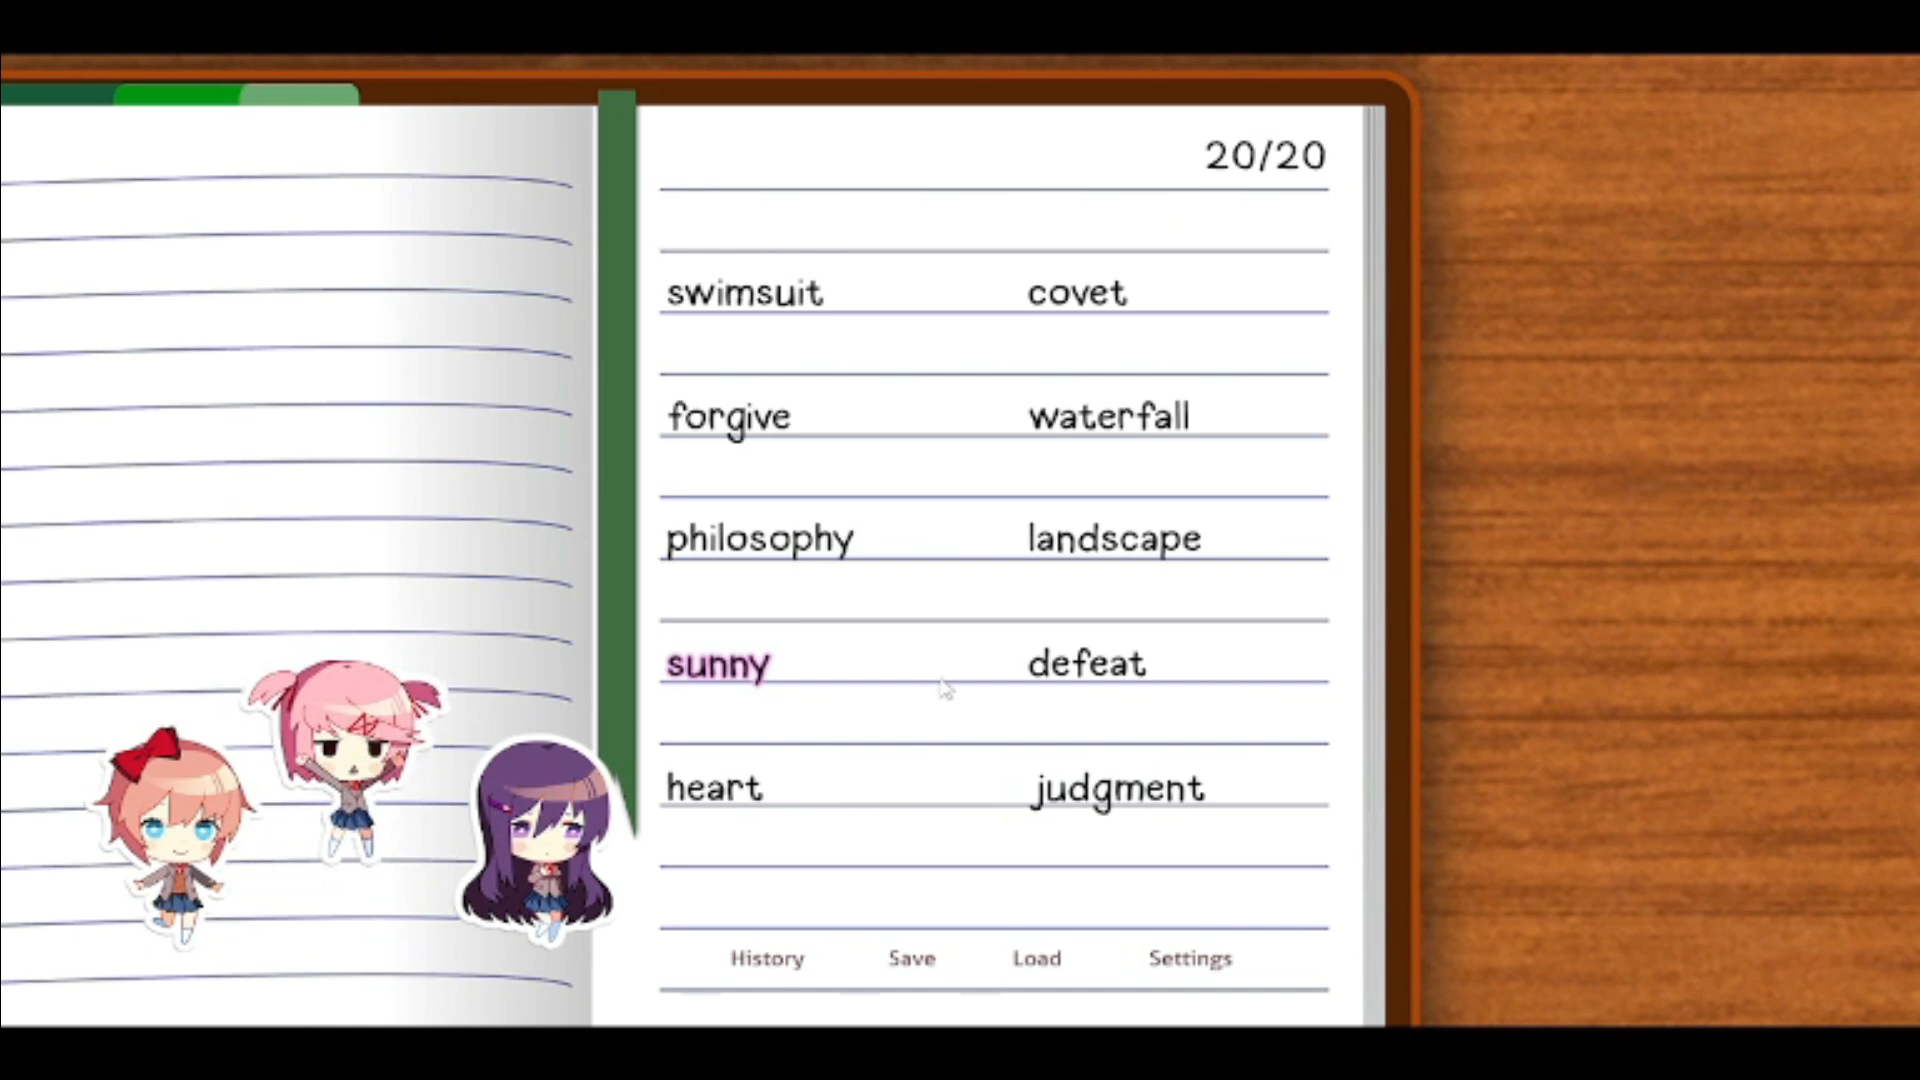 20/20
swimsuit covet
forgive waterfall
philosophy landscape
sunny defeat
heart judgment
History Save Load Settings